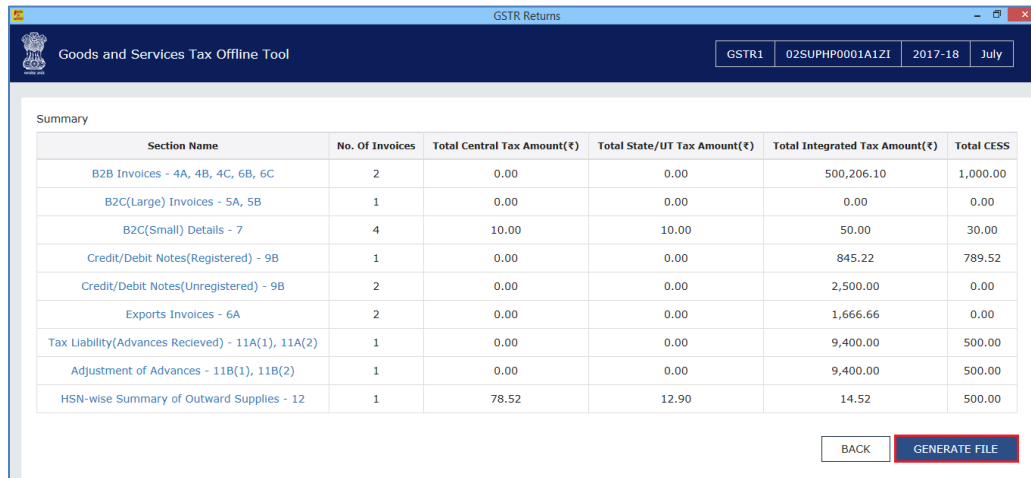 GSTR Returns
Goods and Services Tax Offline Tool
GSTR1 02SUPHP0001A1ZI 2017-18 July
Summary
Section Name No. Of Invoices Total Central Tax Amount(₹) Total State/UT Tax Amount(₹) Total Integrated Tax Amount(₹) Total CESS
B2B Invoices - 4A, 4B, 4C, 6B, 6C 2 0.00 0.00 500,206.10 1,000.00
B2C(Large) Invoices - 5A, 5B 1 0.00 0.00 0.00 0.00
B2C(Small) Details - 7 4 10.00 10.00 50.00 30.00
Credit/Debit Notes(Registered) - 9B 1 0.00 0.00 845.22 789.52
Credit/Debit Notes(Unregistered) - 9B 2 0.00 0.00 2,500.00 0.00
Exports Invoices - 6A 2 0.00 0.00 1,666.66 0.00
Tax Liability(Advances Recieved) - 11A(1), 11A(2) 1 0.00 0.00 9,400.00 500.00
Adjustment of Advances - 11B(1), 11B(2) 1 0.00 0.00 9,400.00 500.00
HSN-wise Summary of Outward Supplies - 12 1 78.52 12.90 14.52 500.00
BACK GENERATE FILE